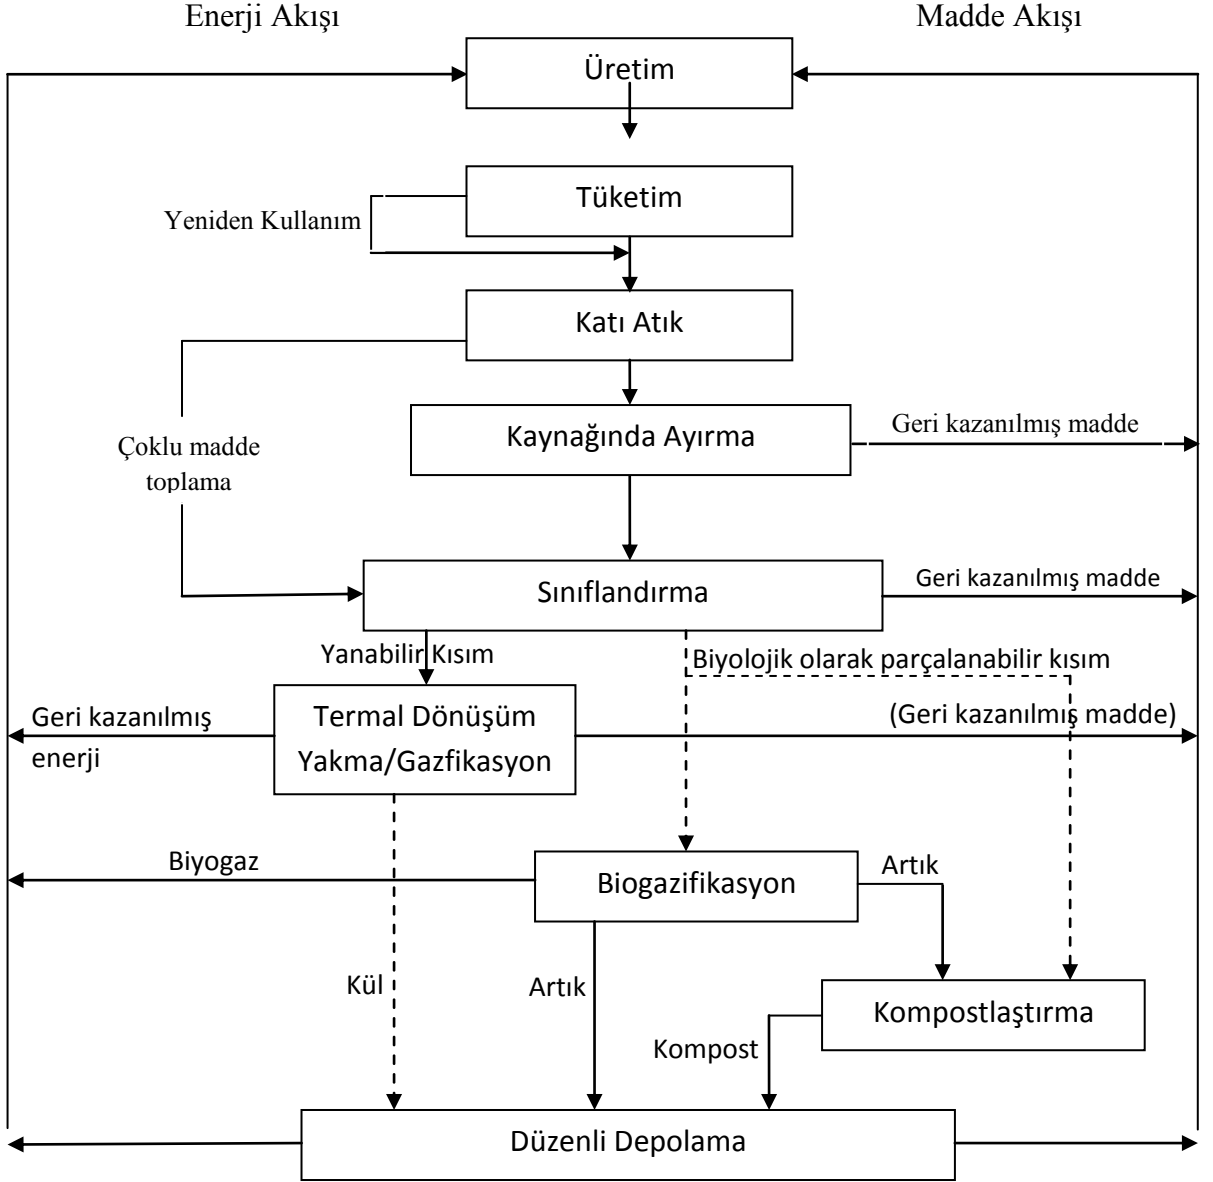 Enerji Akışı
Madde Akışı
Üretim
Tüketim
Yeniden Kullanım
Katı Atık
Kaynağında Ayırma
Geri kazanılmış madde
Çoklu madde
toplama
Sınıflandırma
Geri kazanılmış madde
Yanabilir Kısım
Biyolojik olarak parçalanabilir kısım
Geri kazanılmış
enerji
Termal Dönüşüm
Yakma/Gazfikasyon
(Geri kazanılmış madde)
Biyogaz
Biogazifikasyon
Artık
Kül
Artık
Kompostlaştırma
Kompost
Düzenli Depolama